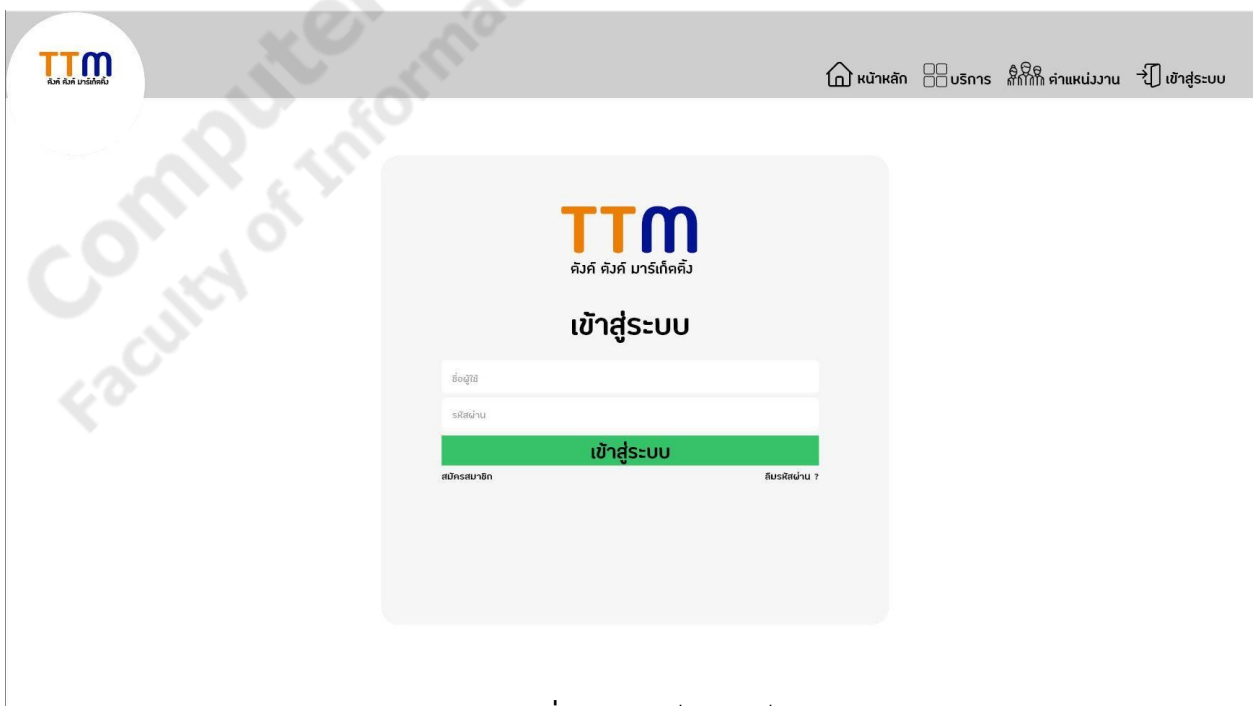 TTM
ตังค์ ตังค์ มาร์เก็ตติ้ง
หน้าหลัก บริการ ตำแหน่งงาน เข้าสู่ระบบ
Computer
Faculty of Informa
TTM
ตังค์ ตังค์ มาร์เก็ตติ้ง
เข้าสู่ระบบ
ชื่อผู้ใช้
รหัสผ่าน
เข้าสู่ระบบ
สมัครสมาชิก ลืมรหัสผ่าน ?